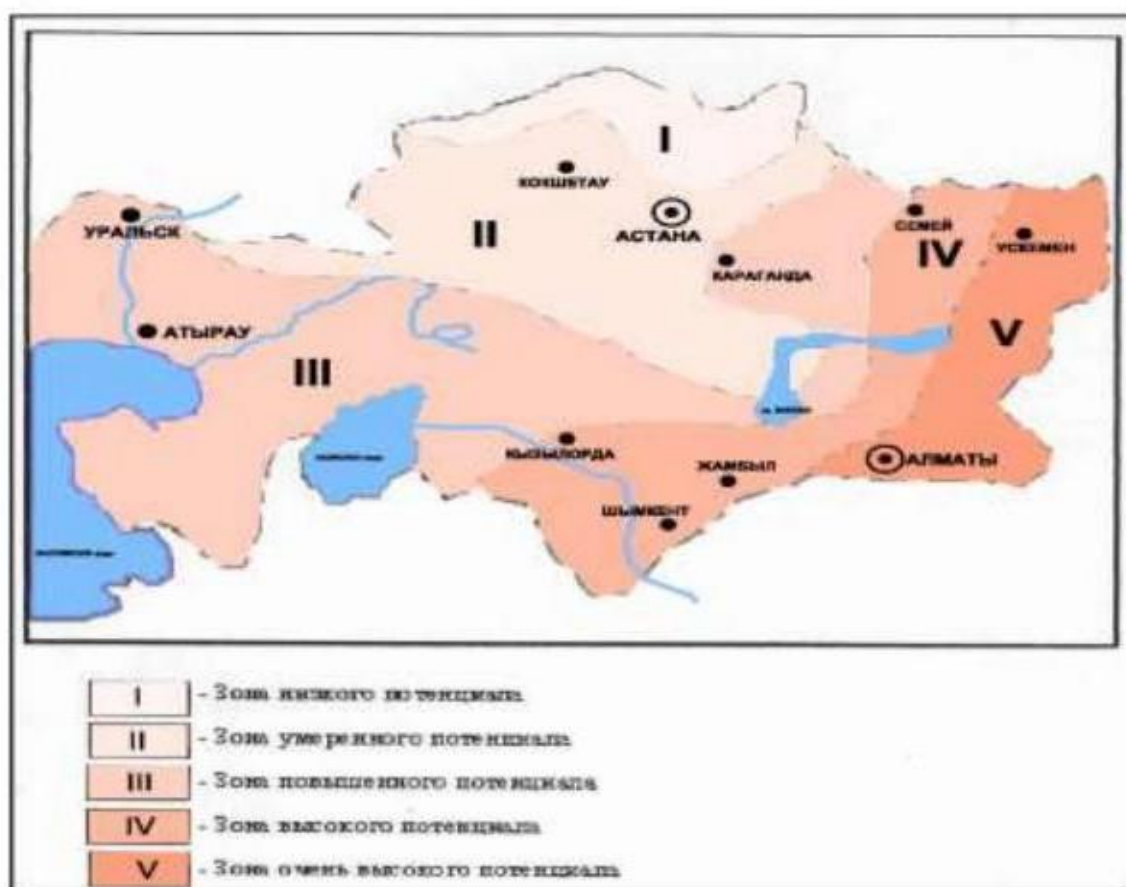 I
II
КОКШЕТАУ
АСТАНА
СЕМЕЙ
IV
УСКЕМЕН
УРАЛЬСК
КАРАГАНДА
АТЫРАУ
V
III
КЫЗЫЛОРДА
ЖАМБЫЛ
АЛМАТЫ
ШЫМКЕНТ
I - Зона низкого потенциала
II - Зона умеренного потенциала
III - Зона повышенного потенциала
IV - Зона высокого потенциала
V - Зона очень высокого потенциала